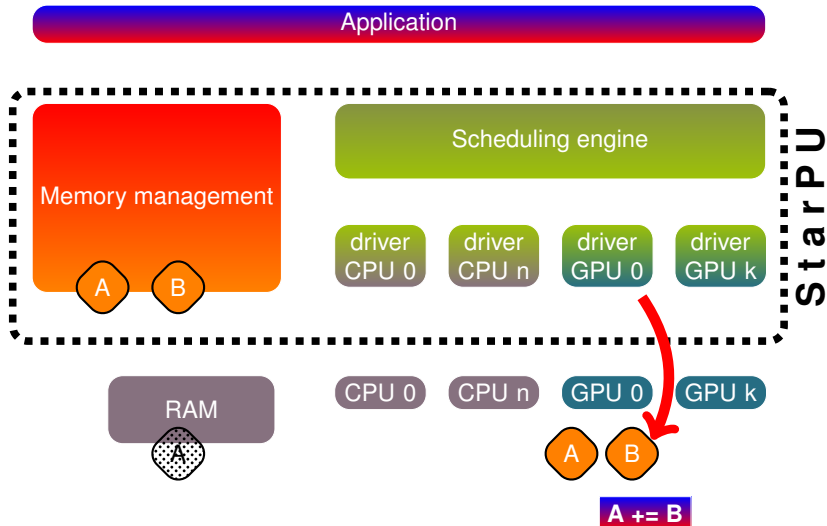 Application
Scheduling engine
Memory management
driver
CPU 0
driver
CPU n
driver
GPU 0
driver
GPU k
A
B
StarPU
RAM
CPU 0
CPU n
GPU 0
GPU k
A
A
B
A += B